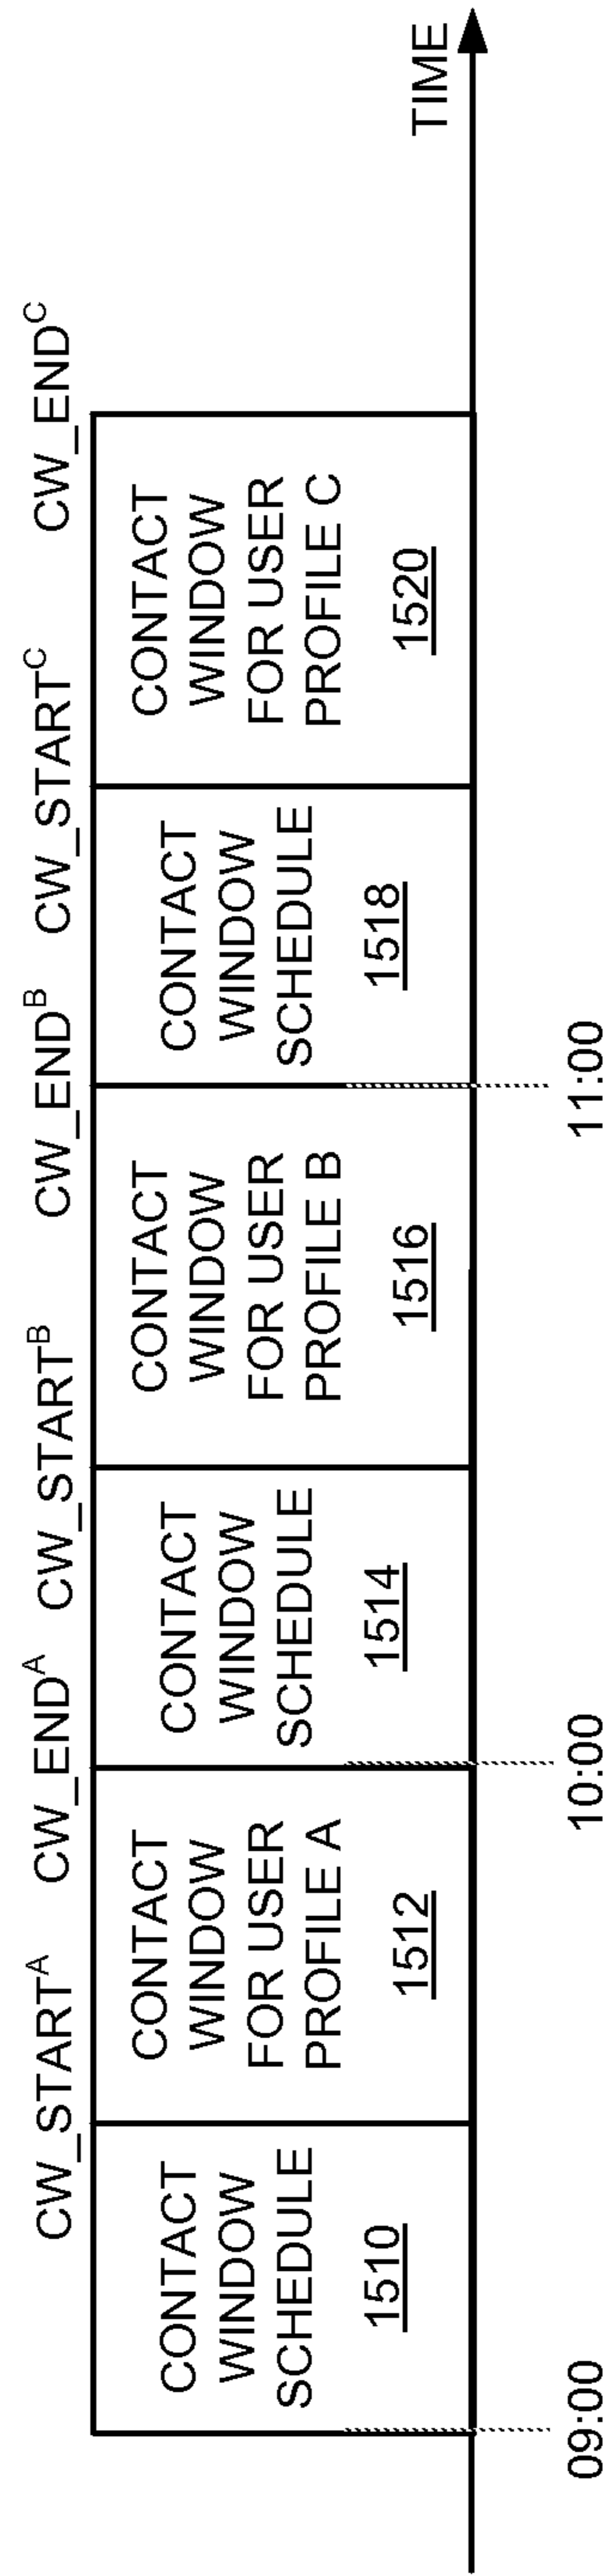 CW_START^A CW_END^A CW_START^B CW_END^B CW_START^C CW_END^C
CONTACT
WINDOW
SCHEDULE
1510
CONTACT
WINDOW
FOR USER
PROFILE A
1512
CONTACT
WINDOW
SCHEDULE
1514
CONTACT
WINDOW
FOR USER
PROFILE B
1516
CONTACT
WINDOW
SCHEDULE
1518
CONTACT
WINDOW
FOR USER
PROFILE C
1520
TIME
09:00 10:00 11:00